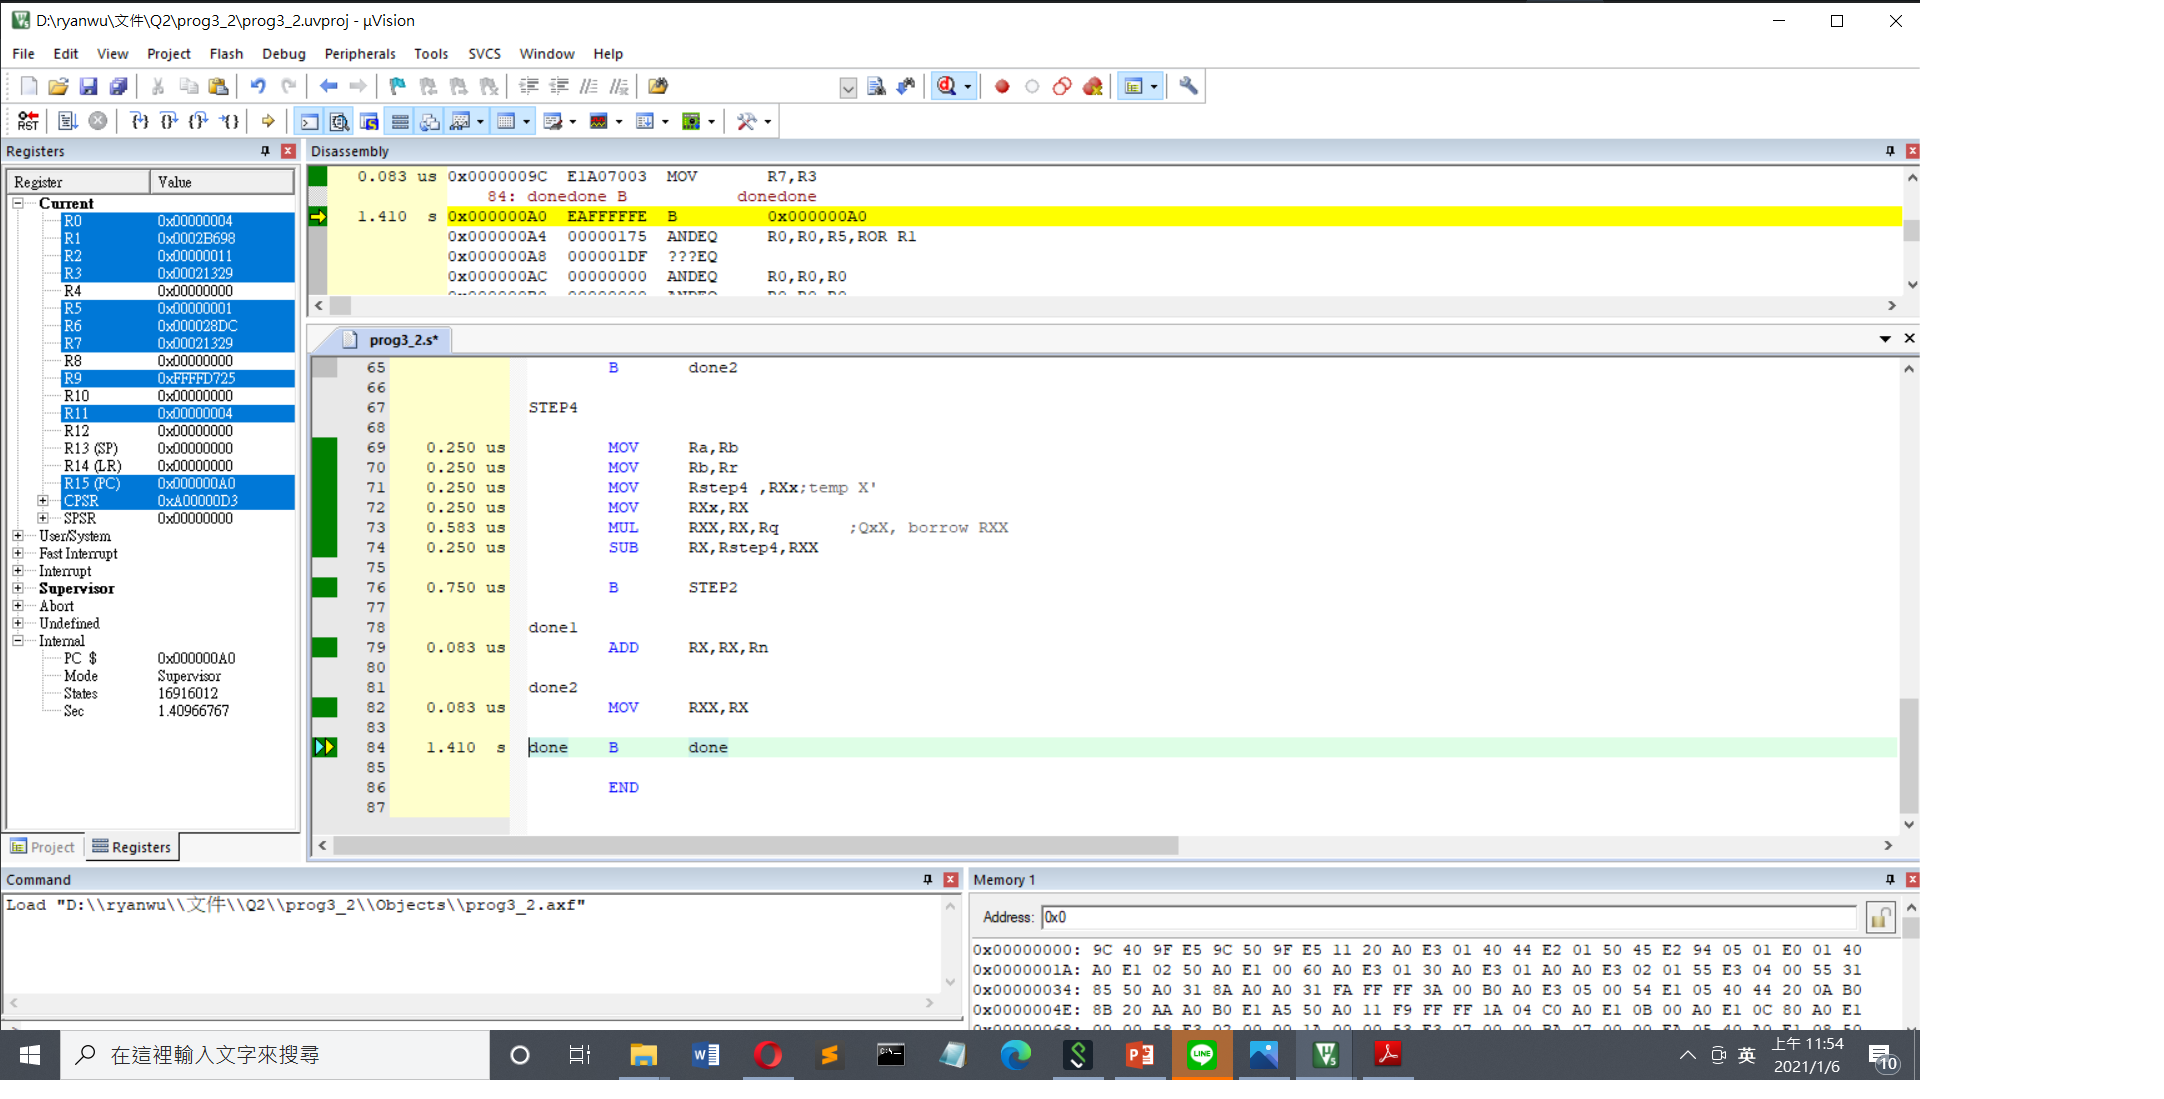 D:\ryanwu\文件\Q2\prog3_2\prog3_2.uvproj - µVision
File Edit View Project Flash Debug Peripherals Tools SVCS Window Help
Registers
Register Value
Current
R0 0x00000004
R1 0x0002B698
R2 0x00000011
R3 0x00021329
R4 0x00000000
R5 0x00000001
R6 0x000028DC
R7 0x00021329
R8 0x00000000
R9 0xFFFFD725
R10 0x00000000
R11 0x00000004
R12 0x00000000
R13 (SP) 0x00000000
R14 (LR) 0x00000000
R15 (PC) 0x000000A0
CPSR 0xA00000D3
SPSR 0x00000000
User/System
Fast Interrupt
Interrupt
Supervisor
Abort
Undefined
Internal
PC $ 0x000000A0
Mode Supervisor
States 16916012
Sec 1.40966767
Project Registers
Disassembly
0.083 us 0x0000009C E1A07003 MOV R7,R3
84: donedone B donedone
1.410 s 0x000000A0 EAFFFFFE B 0x000000A0
0x000000A4 00000175 ANDEQ R0,R0,R5,ROR R1
0x000000A8 000001DF ???EQ
0x000000AC 00000000 ANDEQ R0,R0,R0
prog3_2.s*
65 B done2
66
67 STEP4
68
69 0.250 us MOV Ra,Rb
70 0.250 us MOV Rb,Rr
71 0.250 us MOV Rstep4 ,RXx;temp X'
72 0.250 us MOV RXx,RX
73 0.583 us MUL RXX,RX,Rq ;QxX, borrow RXX
74 0.250 us SUB RX,Rstep4,RXX
75
76 0.750 us B STEP2
77
78 done1
79 0.083 us ADD RX,RX,Rn
80
81 done2
82 0.083 us MOV RXX,RX
83
84 1.410 s done B done
85
86 END
87
Command
Load "D:\\ryanwu\\文件\\Q2\\prog3_2\\Objects\\prog3_2.axf"
Memory 1
Address: 0x0
0x00000000: 9C 40 9F E5 9C 50 9F E5 11 20 A0 E3 01 40 44 E2 01 50 45 E2 94 05 01 E0 01 40
0x0000001A: A0 E1 02 50 A0 E1 00 60 A0 E3 01 30 A0 E3 01 A0 A0 E3 02 01 55 E3 04 00 55 31
0x00000034: 85 50 A0 31 8A A0 A0 31 FA FF FF 3A 00 B0 A0 E3 05 00 54 E1 05 40 44 20 0A B0
0x0000004E: 8B 20 AA A0 B0 E1 A5 50 A0 11 F9 FF FF 1A 04 C0 A0 E1 0B 00 A0 E1 0C 80 A0 E1
在這裡輸入文字來搜尋
英
上午 11:54
2021/1/6
10